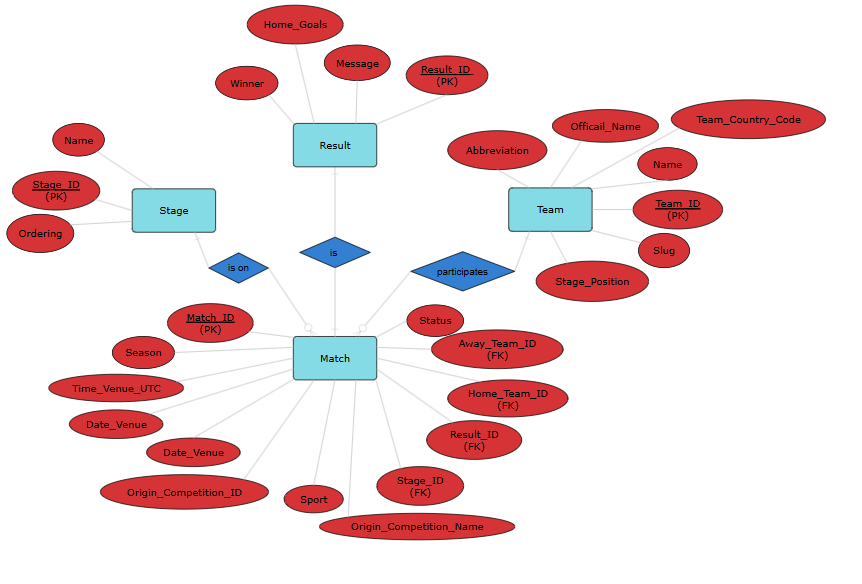 Home_Goals
Message
Result_ID
(PK)
Winner
Result
Officail_Name
Team_Country_Code
Abbreviation
Name
Team_ID
(PK)
Team
Slug
Stage_Position
Name
Stage_ID
(PK)
Stage
Ordering
is on
is
participates
Match_ID
(PK)
Status
Season
Away_Team_ID
(FK)
Match
Time_Venue_UTC
Home_Team_ID
(FK)
Date_Venue
Result_ID
(FK)
Date_Venue
Stage_ID
(FK)
Origin_Competition_ID
Sport
Origin_Competition_Name